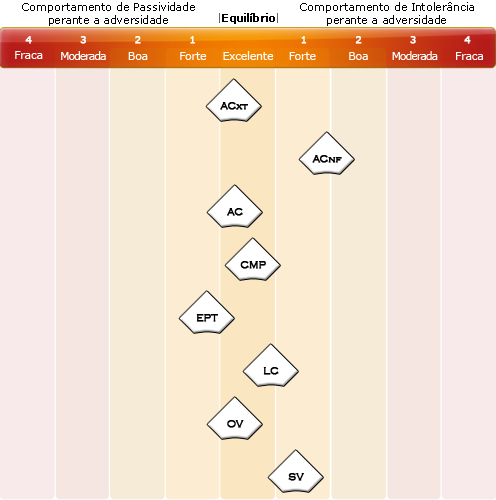 Comportamento de Passividade
perante a adversidade
|Equilíbrio|
Comportamento de Intolerância
perante a adversidade
4 3 2 1 1 2 3 4
Fraca Moderada Boa Forte Excelente Forte Boa Moderada Fraca
ACXT
ACNF
AC
CMP
EPT
LC
OV
SV